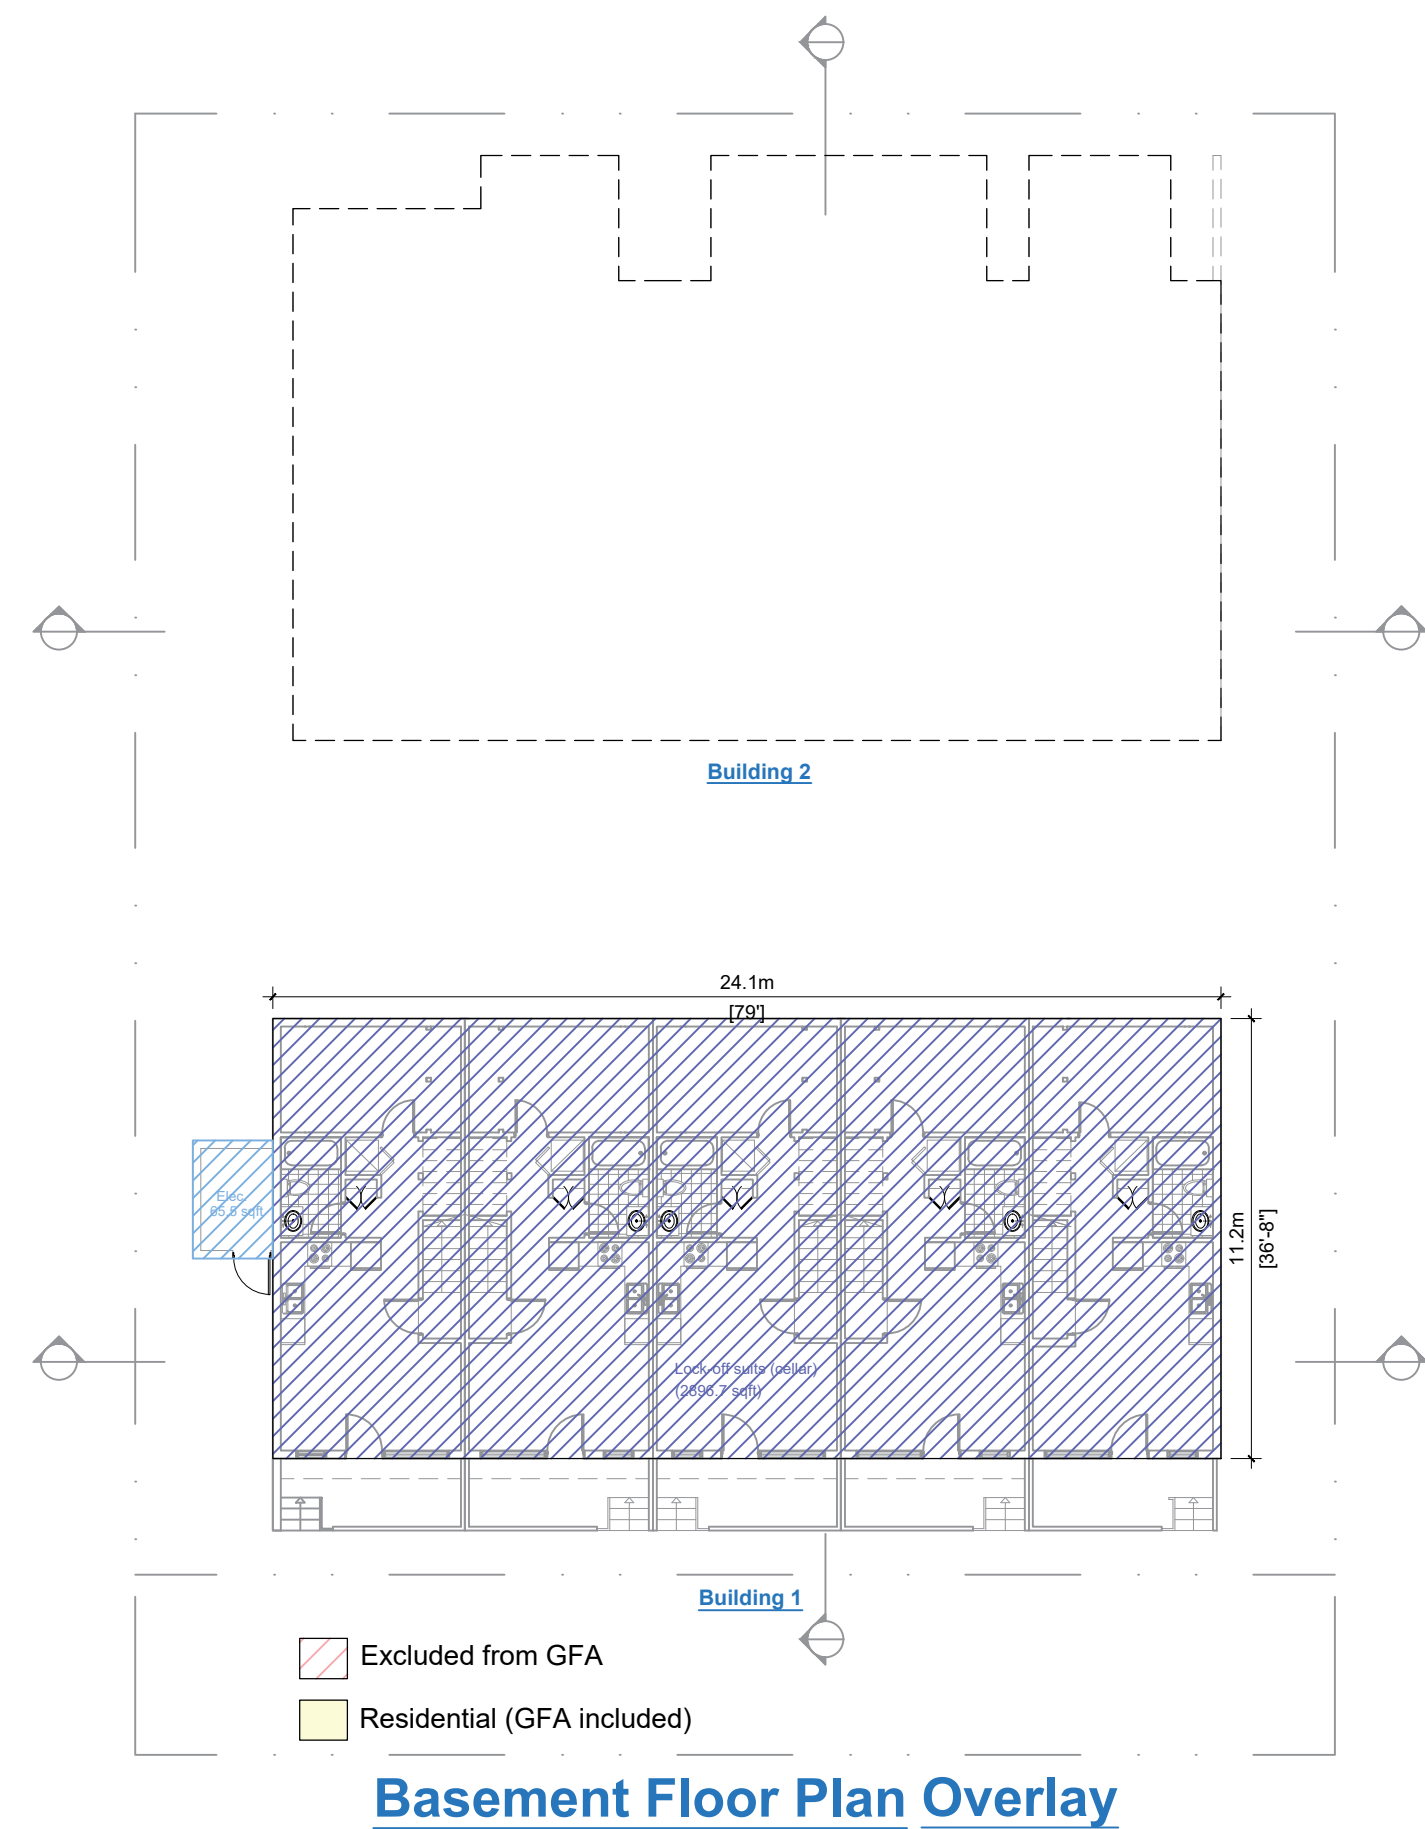 Building 2
24.1m
[79']
11.2m
[36'-8"]
Elec.
65.5 sqft
Lock-off suits (cellar)
(2896.7 sqft)
Building 1
Excluded from GFA
Residential (GFA included)
Basement Floor Plan Overlay